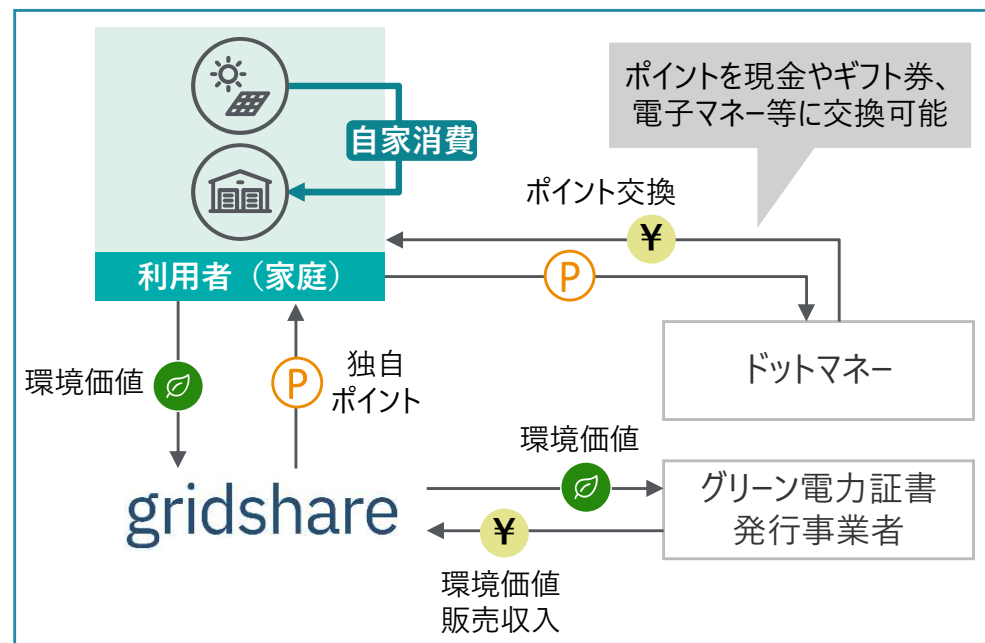 ポイントを現金やギフト券、
電子マネー等に交換可能
自家消費
ポイント交換
¥
利用者（家庭）
P
ドットマネー
環境価値
P
独自
ポイント
環境価値
gridshare
グリーン電力証書
発行事業者
¥
環境価値
販売収入